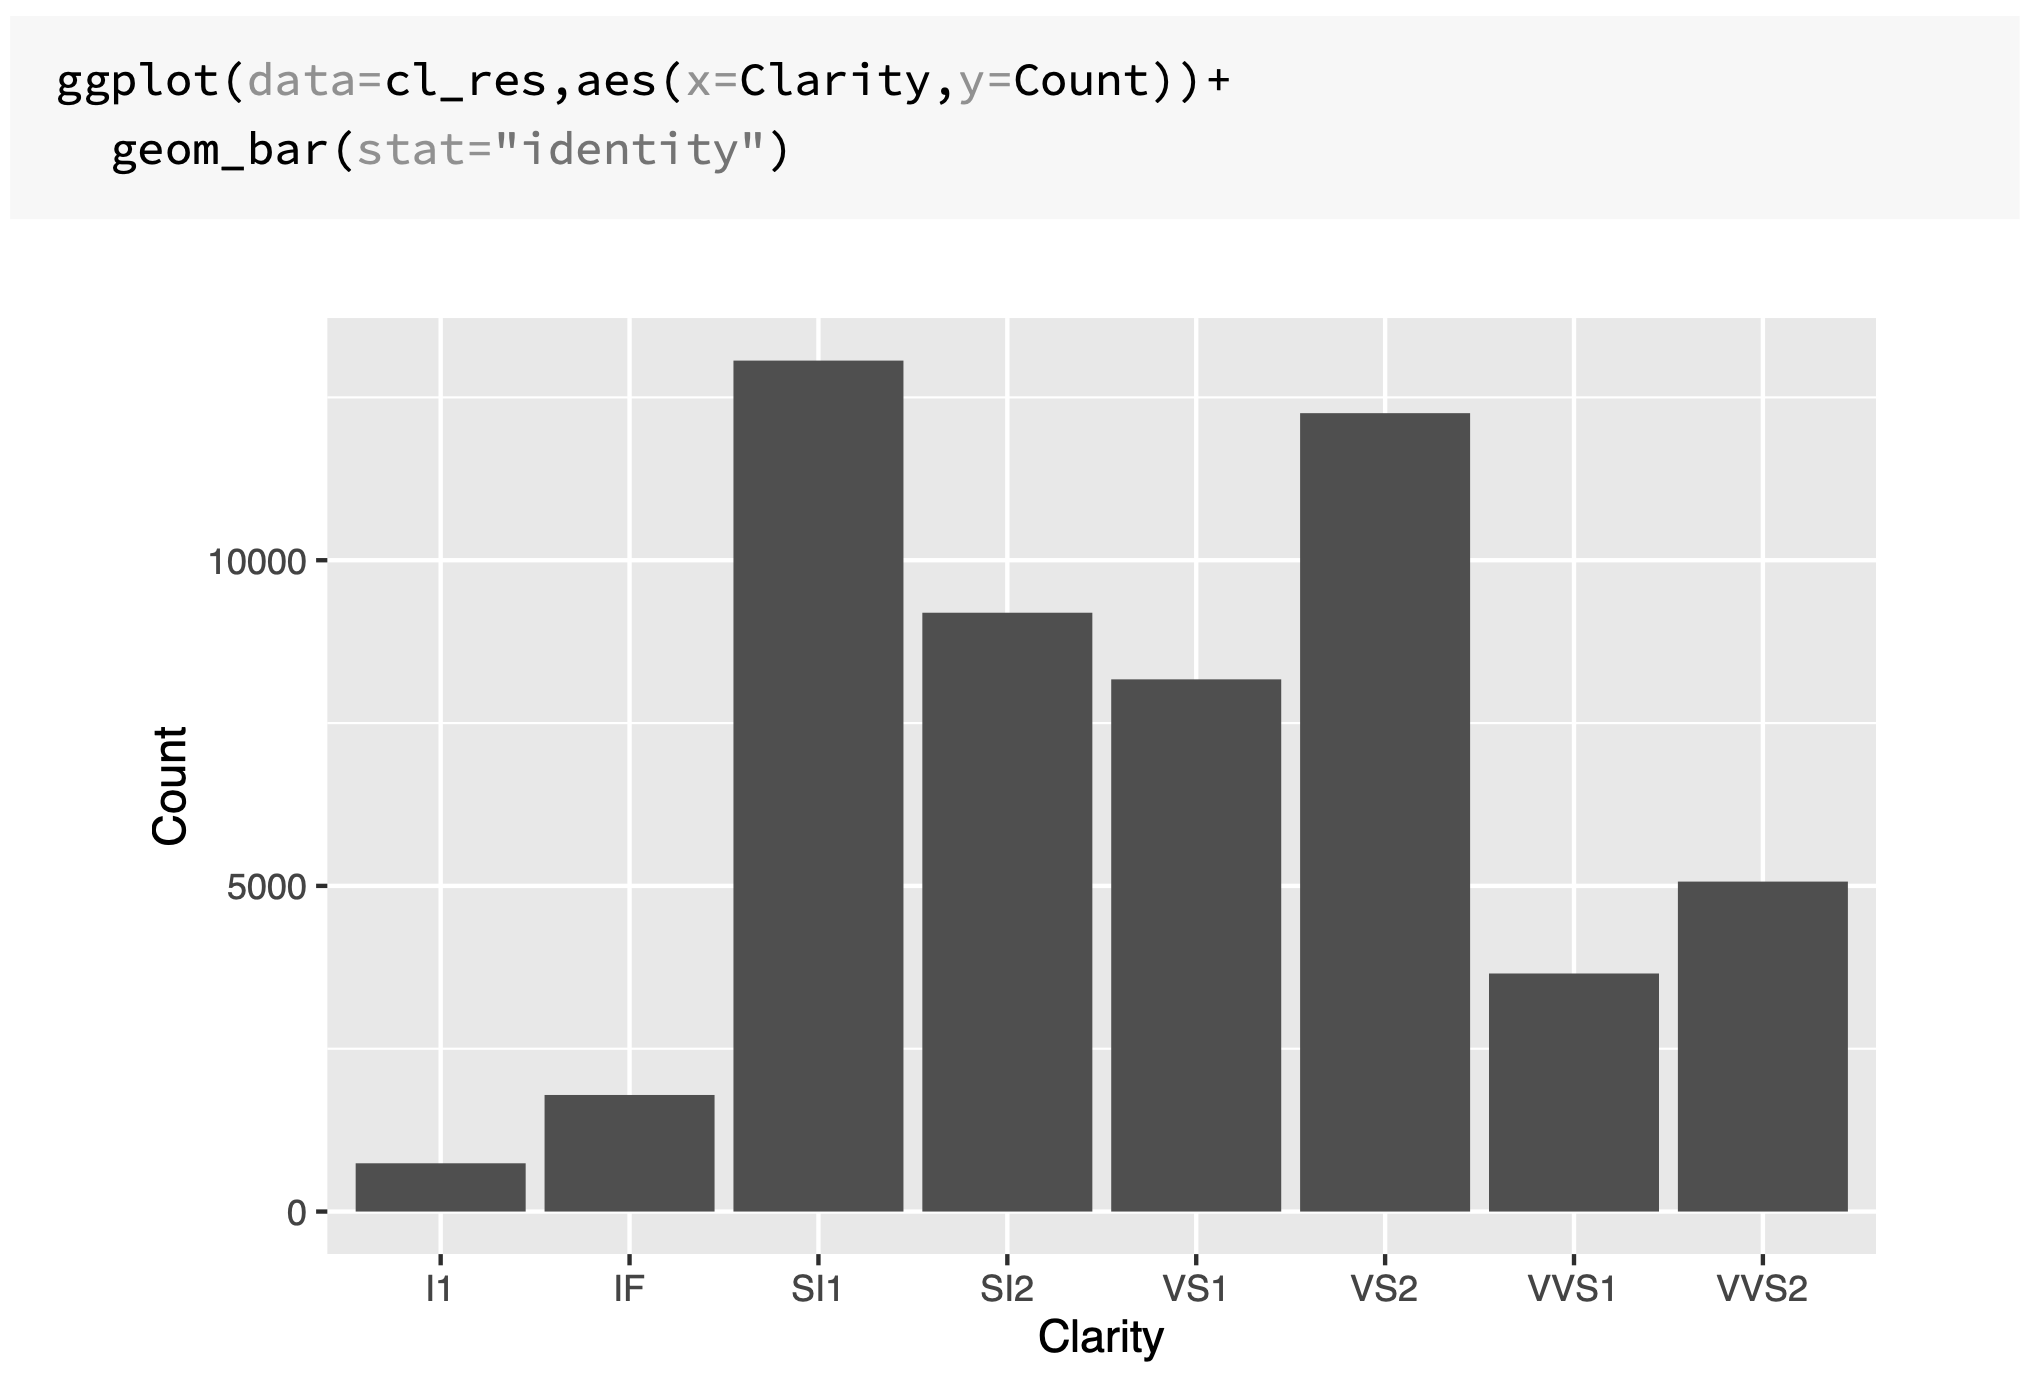 ggplot(data=cl_res,aes(x=Clarity,y=Count))+
  geom_bar(stat="identity")
10000
5000
0
Count
I1 IF SI1 SI2 VS1 VS2 VVS1 VVS2
Clarity